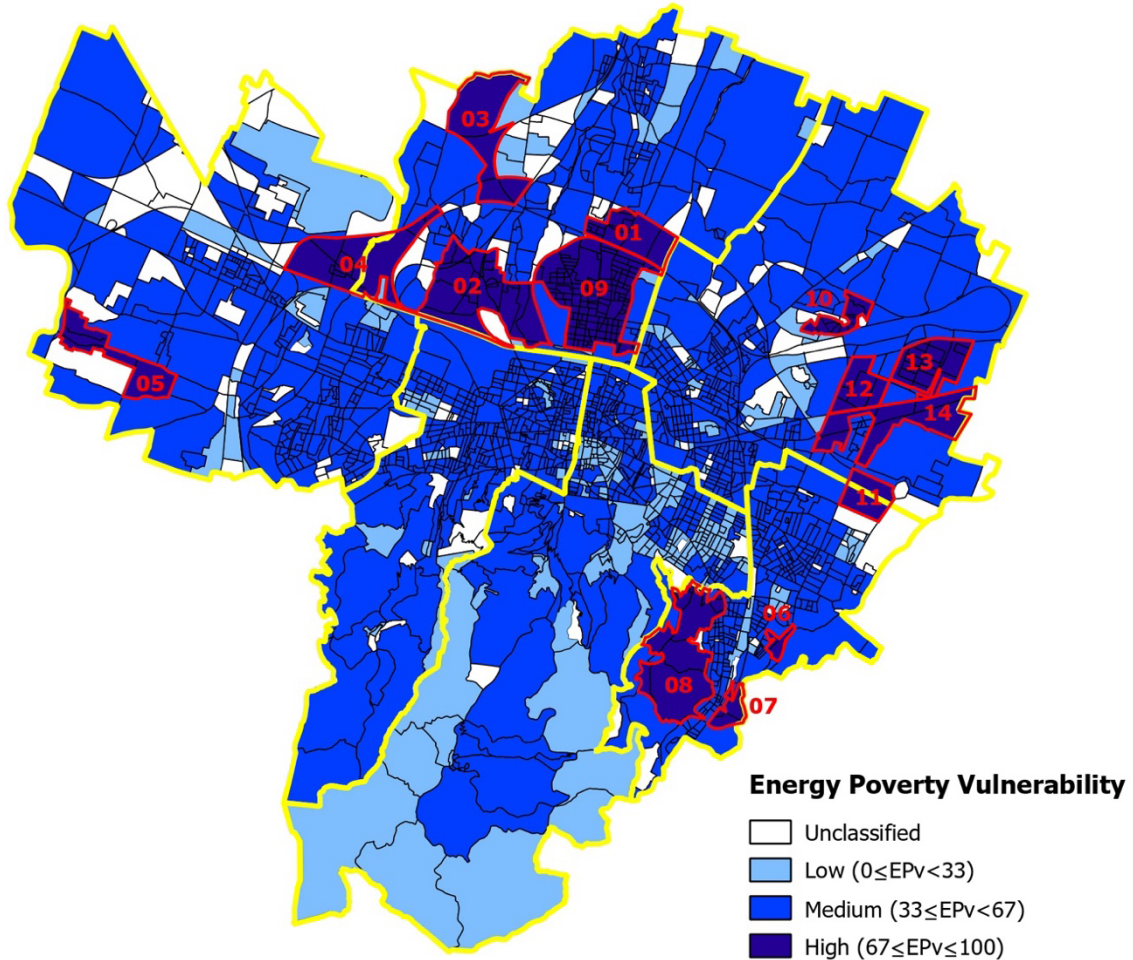 03
01
04
02
09
10
05
13
12
14
11
06
08
07
Energy Poverty Vulnerability
Unclassified
Low (0≤EPv<33)
Medium (33≤EPv<67)
High (67≤EPv≤100)